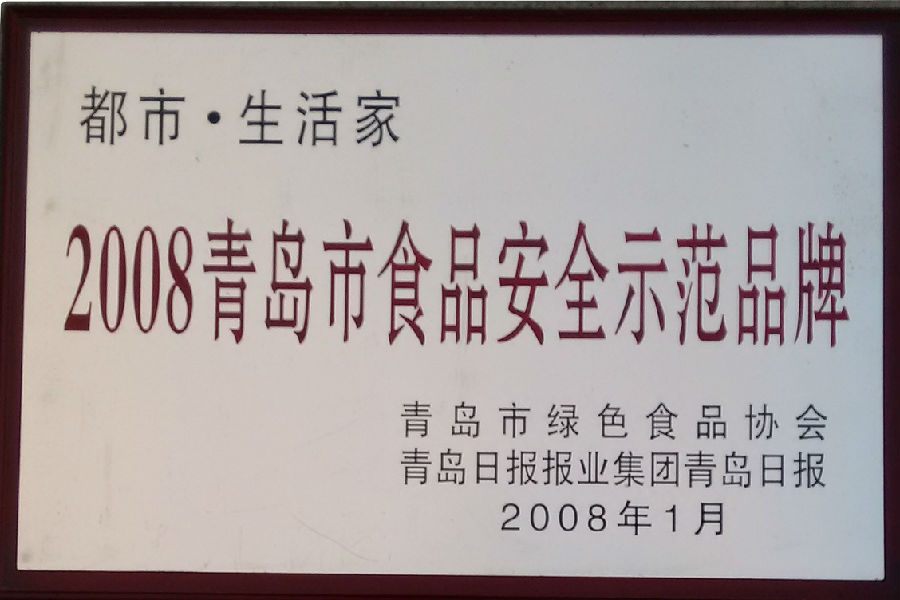 都市·生活家
2008青岛市食品安全示范品牌
青岛市绿色食品协会
青岛日报报业集团青岛日报
2008年1月